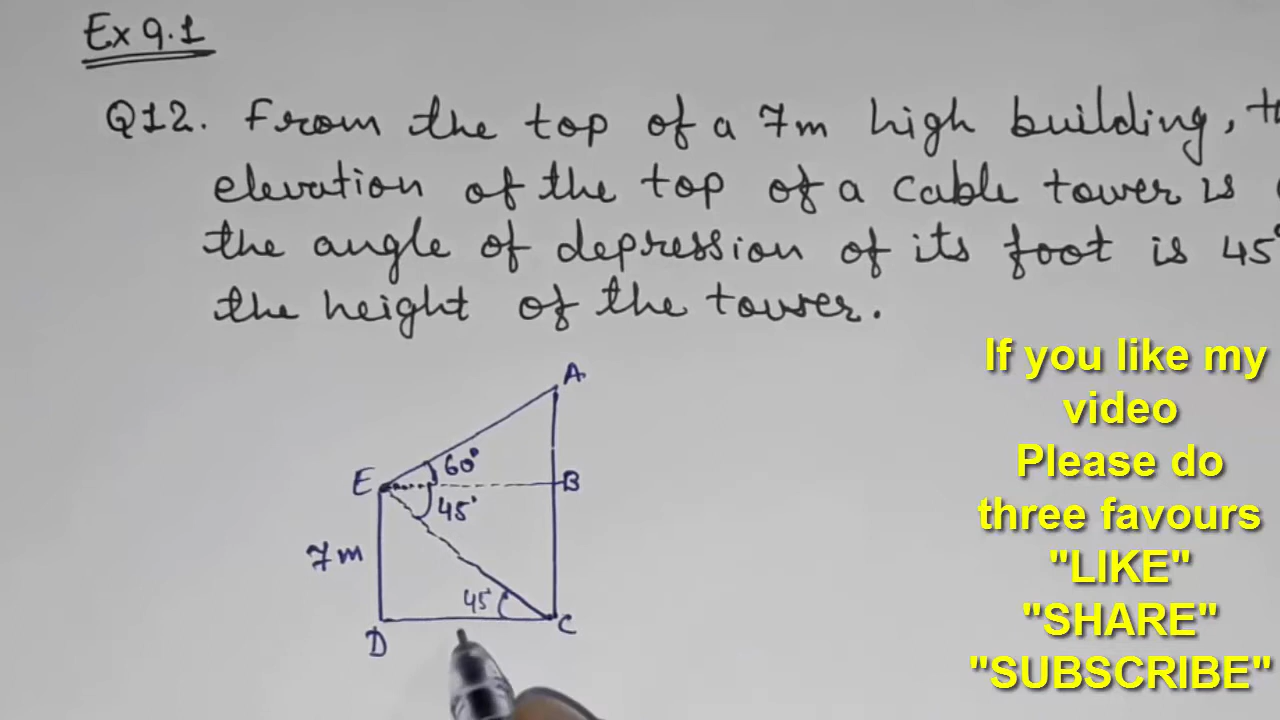 Ex 9.1
Q12. From the top of a 7m high building,
elevation of the top of a cable tower is
the angle of depression of its foot is 45°
the height of the tower.
A
60°
E
B
45°
7m
45°
D
C
If you like my
video
Please do
three favours
"LIKE"
"SHARE"
"SUBSCRIBE"